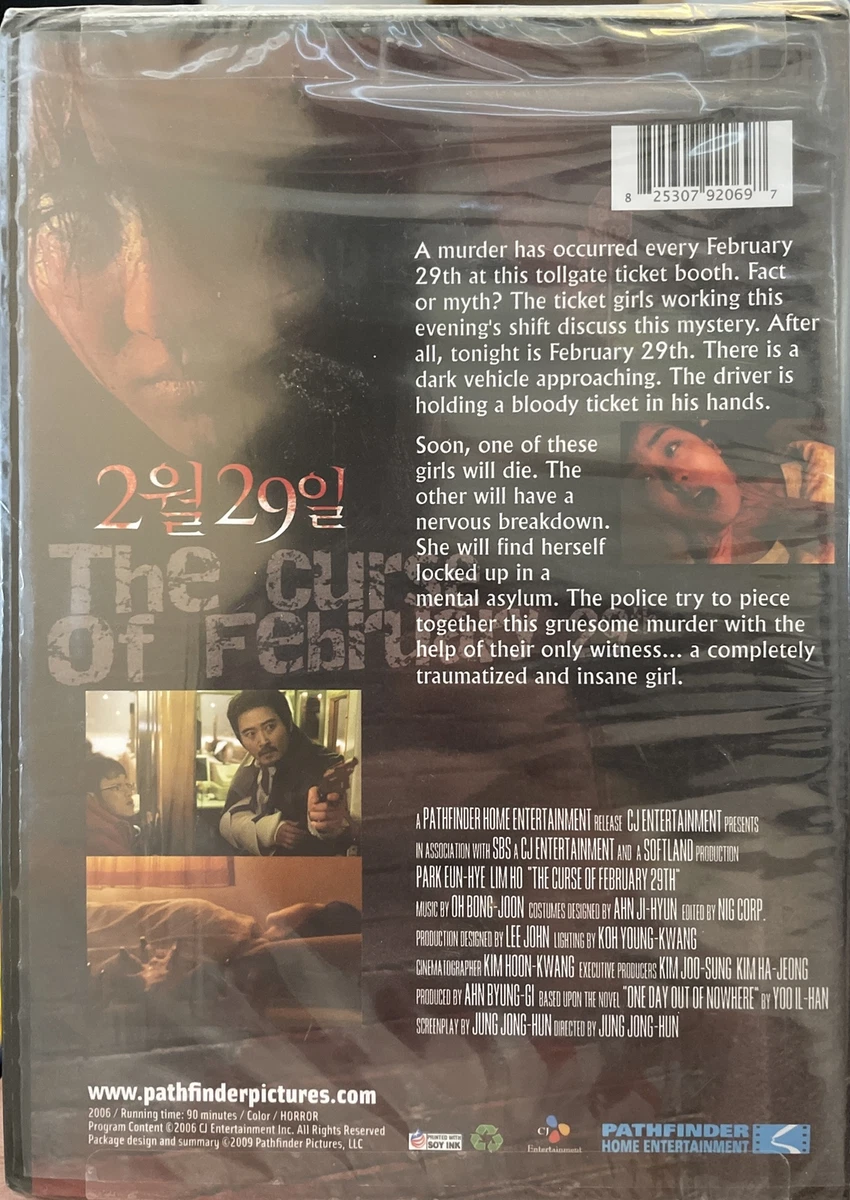 8 25307 92069 7
A murder has occurred every February
29th at this tollgate ticket booth. Fact
or myth? The ticket girls working this
evening's shift discuss this mystery. After
all, tonight is February 29th. There is a
dark vehicle approaching. The driver is
holding a bloody ticket in his hands.
Soon, one of these
girls will die. The
other will have a
nervous breakdown.
She will find herself
locked up in a
mental asylum. The police try to piece
together this gruesome murder with the
help of their only witness... a completely
traumatized and insane girl.
2월 29일
The Curse
Of February 29th
A PATHFINDER HOME ENTERTAINMENT RELEASE CJ ENTERTAINMENT PRESENTS
IN ASSOCIATION WITH SBS A CJ ENTERTAINMENT AND A SOFTLAND PRODUCTION
PARK EUN-HYE LIM HO "THE CURSE OF FEBRUARY 29TH"
MUSIC BY OH BONG-JOON COSTUMES DESIGNED BY AHN JI-HYUN EDITED BY NIG CORP.
PRODUCTION DESIGNED BY LEE JOHN LIGHTING BY KOH YOUNG-KWANG
CINEMATOGRAPHER KIM HOON-KWANG EXECUTIVE PRODUCERS KIM JOO-SUNG KIM HA-JEONG
PRODUCED BY AHN BYUNG-GI BASED UPON THE NOVEL "ONE DAY OUT OF NOWHERE" BY YOO IL-HAN
SCREENPLAY BY JUNG JONG-HUN DIRECTED BY JUNG JONG-HUN
www.pathfinderpictures.com
2006 / Running time: 90 minutes / Color / HORROR
Program Content ©2006 CJ Entertainment Inc. All Rights Reserved
Package design and summary ©2009 Pathfinder Pictures, LLC
PRINTED WITH
SOY INK
CJ
Entertainment
PATHFINDER
HOME ENTERTAINMENT